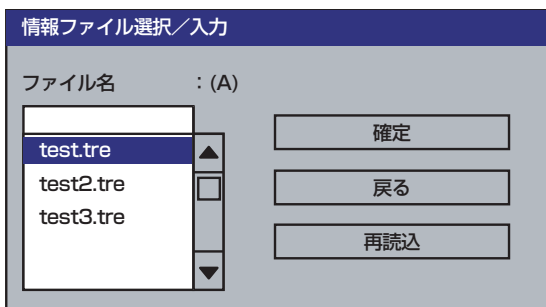 情報ファイル選択／入力
ファイル名　：(A)
test.tre
test2.tre
test3.tre
確定
戻る
再読込